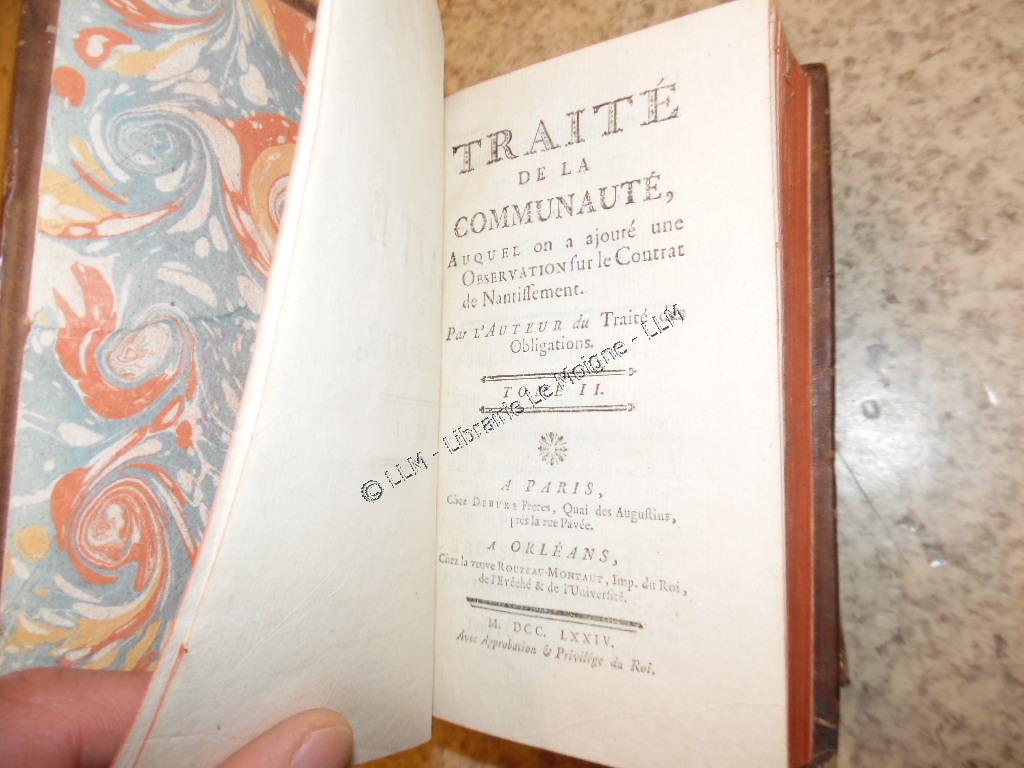 TRAITÉ
DE LA
COMMUNAUTÉ,
AUQUEL on a ajouté une
OBSERVATION sur le Contrat
de Nantissement.
Par L'AUTEUR du Traité des
Obligations.
TOME II.
A PARIS,
Chez DEBURE Freres, Quai des Augustins,
près la rue Pavée.
A ORLÉANS,
Chez la veuve ROUZEAU-MONTAUT, Imp. du Roi,
de l'Evêché & de l'Université.
M. DCC. LXXIV.
Avec Approbation & Privilége du Roi.
© LLM - Librairie Le Moigne - LLM